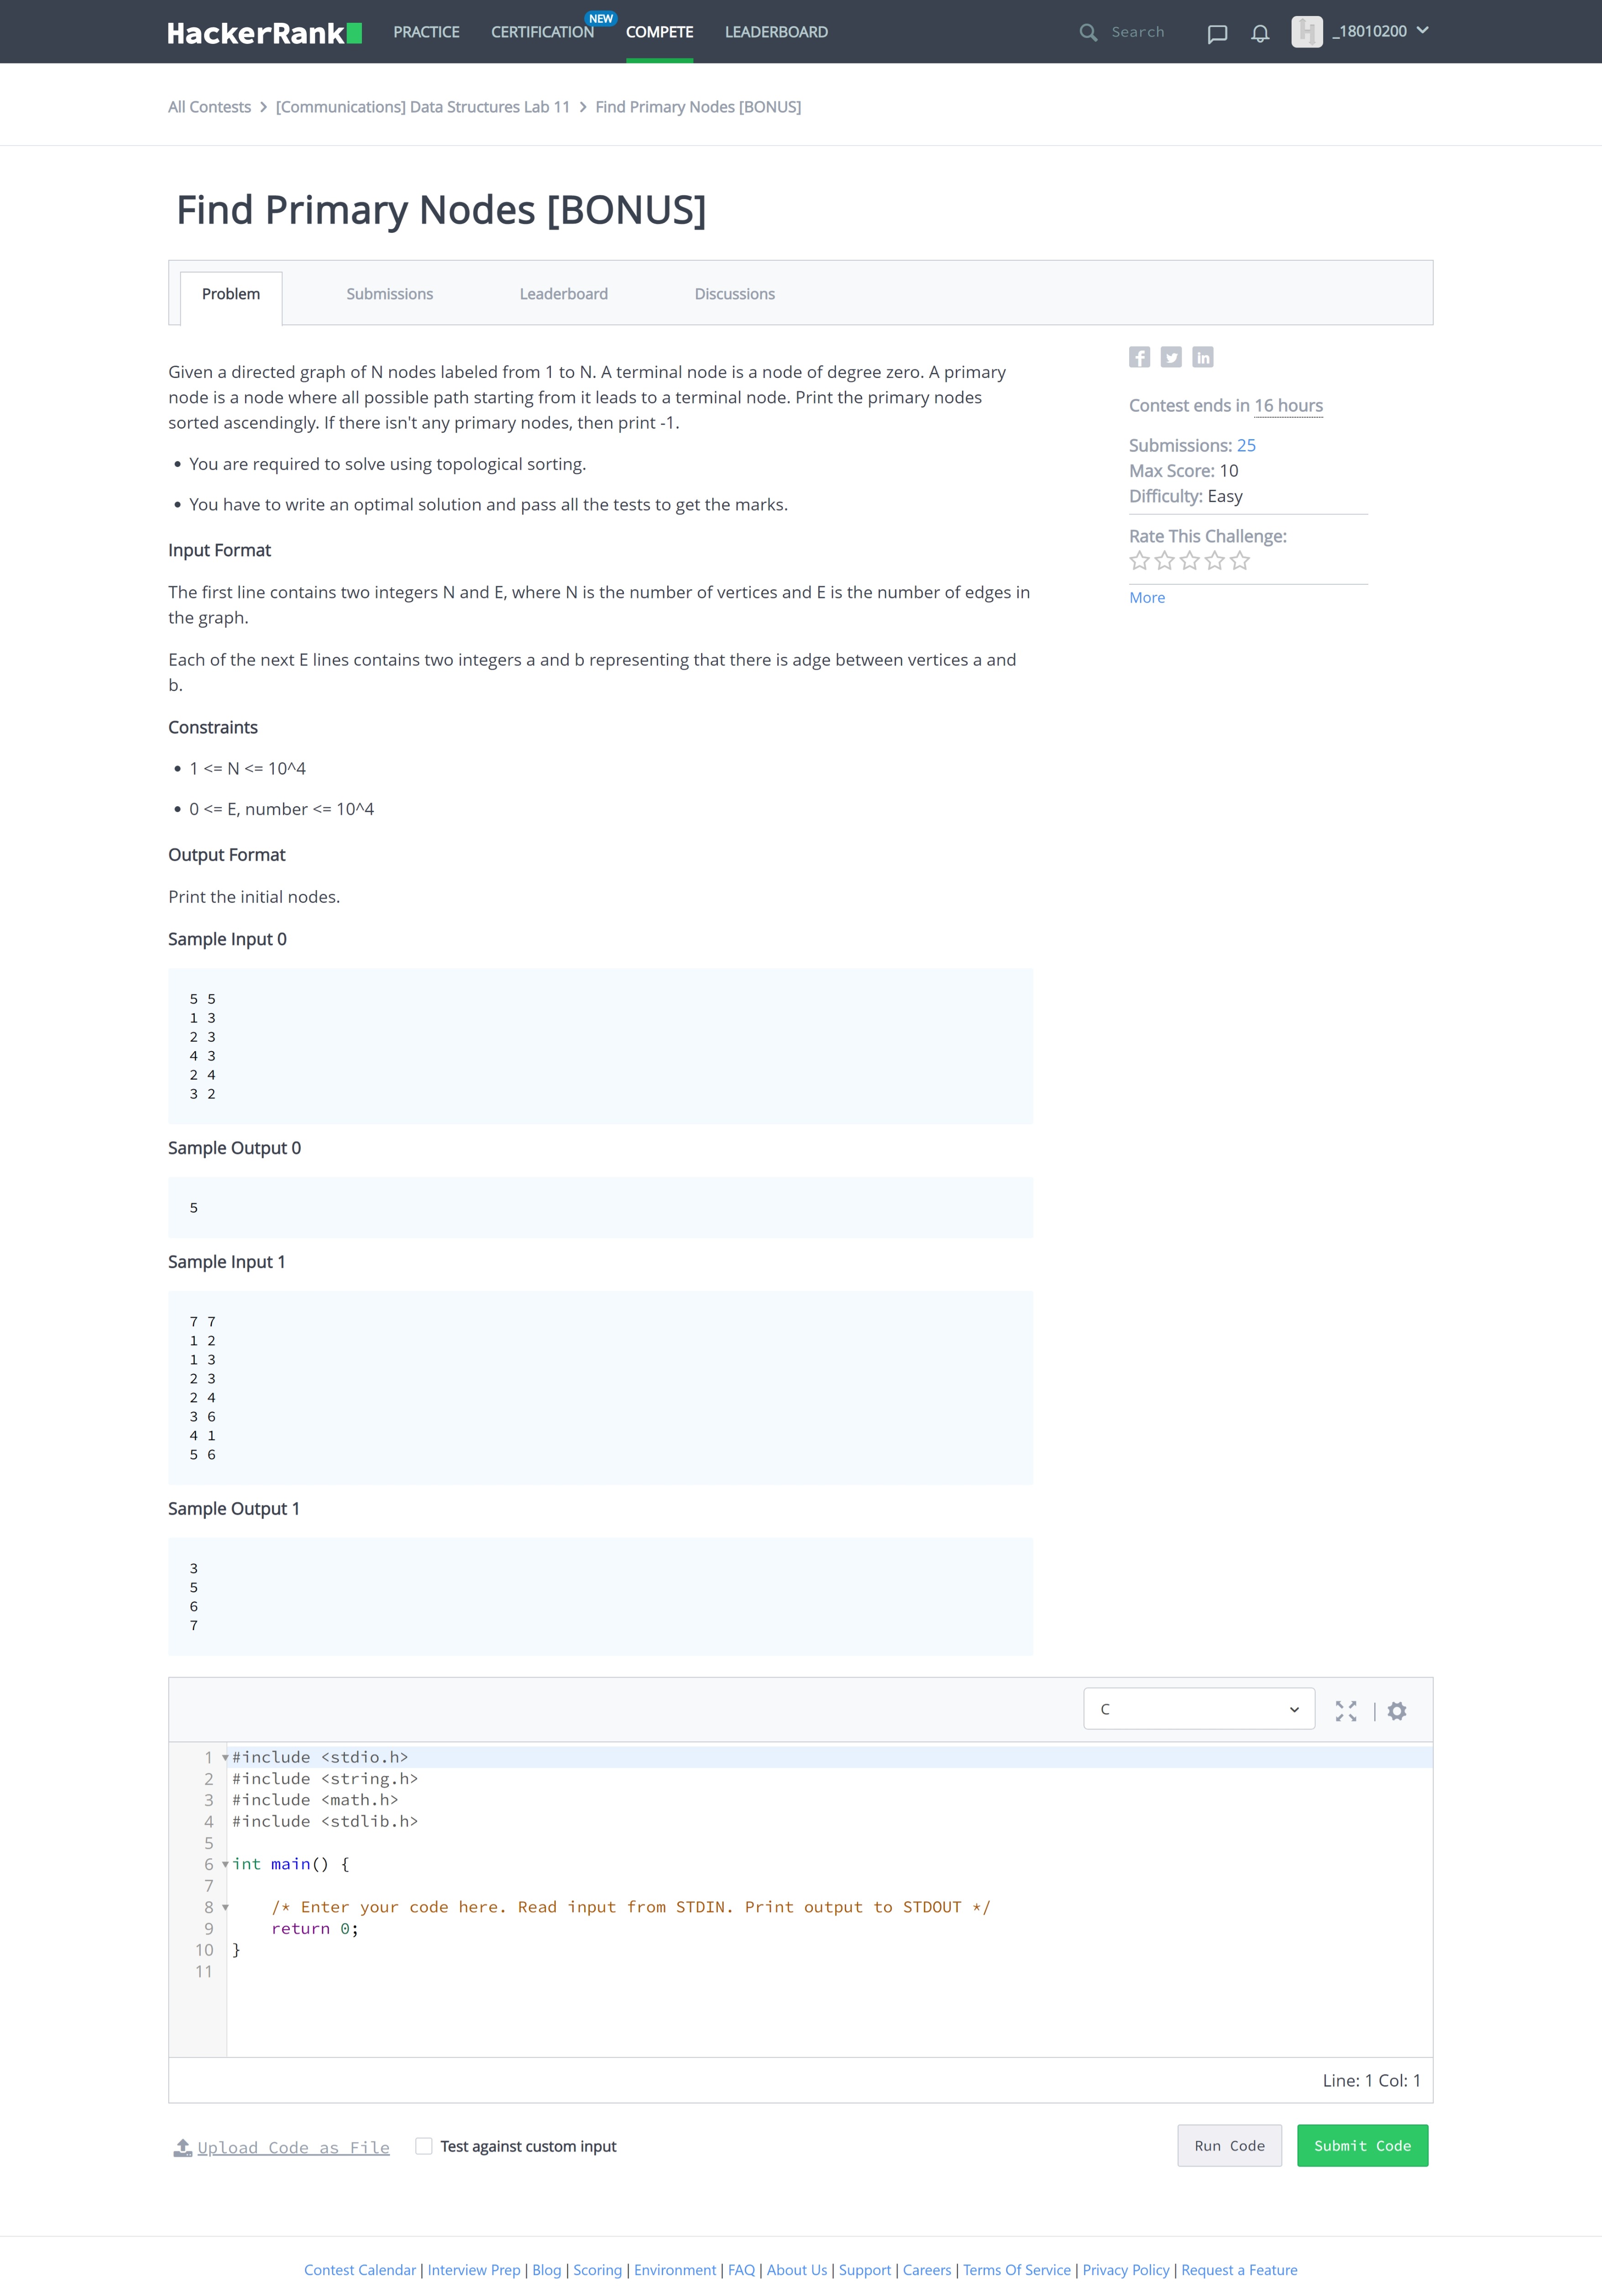 HackerRank PRACTICE CERTIFICATION NEW COMPETE LEADERBOARD Search _18010200
All Contests > [Communications] Data Structures Lab 11 > Find Primary Nodes [BONUS]
Find Primary Nodes [BONUS]
Problem Submissions Leaderboard Discussions
Given a directed graph of N nodes labeled from 1 to N. A terminal node is a node of degree zero. A primary
node is a node where all possible path starting from it leads to a terminal node. Print the primary nodes
sorted ascendingly. If there isn't any primary nodes, then print -1.
• You are required to solve using topological sorting.
• You have to write an optimal solution and pass all the tests to get the marks.
Input Format
The first line contains two integers N and E, where N is the number of vertices and E is the number of edges in
the graph.
Each of the next E lines contains two integers a and b representing that there is adge between vertices a and
b.
Constraints
• 1 <= N <= 10^4
• 0 <= E, number <= 10^4
Output Format
Print the initial nodes.
Sample Input 0
5 5
1 3
2 3
4 3
2 4
3 2
Sample Output 0
5
Sample Input 1
7 7
1 2
1 3
2 3
2 4
3 6
4 1
5 6
Sample Output 1
3
5
6
7
f in
Contest ends in 16 hours
Submissions: 25
Max Score: 10
Difficulty: Easy
Rate This Challenge:
More
C
1 #include <stdio.h>
2 #include <string.h>
3 #include <math.h>
4 #include <stdlib.h>
5
6 int main() {
7
8 /* Enter your code here. Read input from STDIN. Print output to STDOUT */
9 return 0;
10 }
11
Line: 1 Col: 1
Upload Code as File Test against custom input Run Code Submit Code
Contest Calendar | Interview Prep | Blog | Scoring | Environment | FAQ | About Us | Support | Careers | Terms Of Service | Privacy Policy | Request a Feature